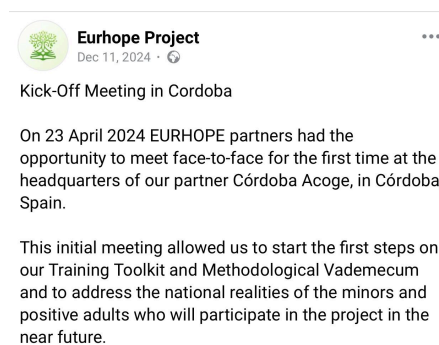 Eurhope Project
Dec 11, 2024 ·
Kick-Off Meeting in Cordoba
On 23 April 2024 EURHOPE partners had the
opportunity to meet face-to-face for the first time at the
headquarters of our partner Córdoba Acoge, in Córdoba
Spain.
This initial meeting allowed us to start the first steps on
our Training Toolkit and Methodological Vademecum
and to address the national realities of the minors and
positive adults who will participate in the project in the
near future.